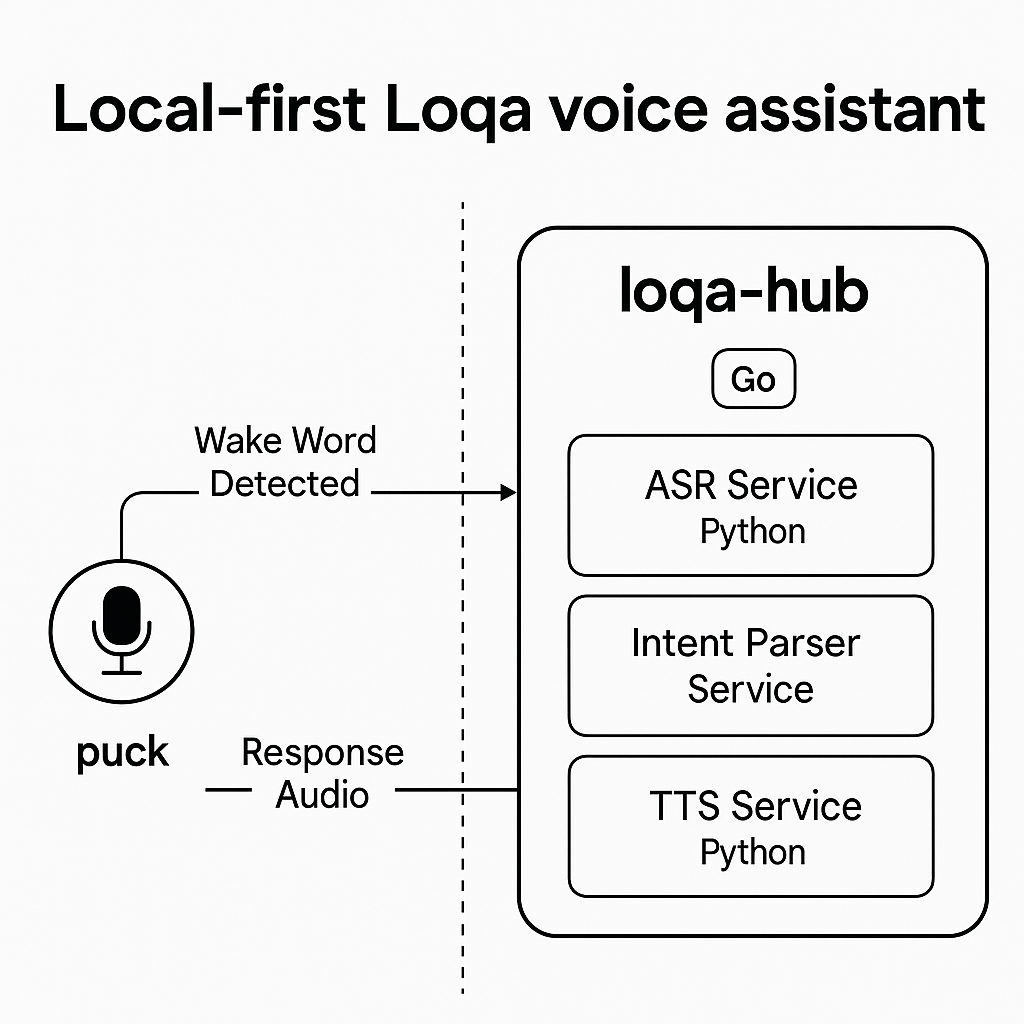 Local-first Loqa voice assistant
loqa-hub
Go
Wake Word
Detected
ASR Service
Python
Intent Parser
Service
puck
Response
Audio
TTS Service
Python